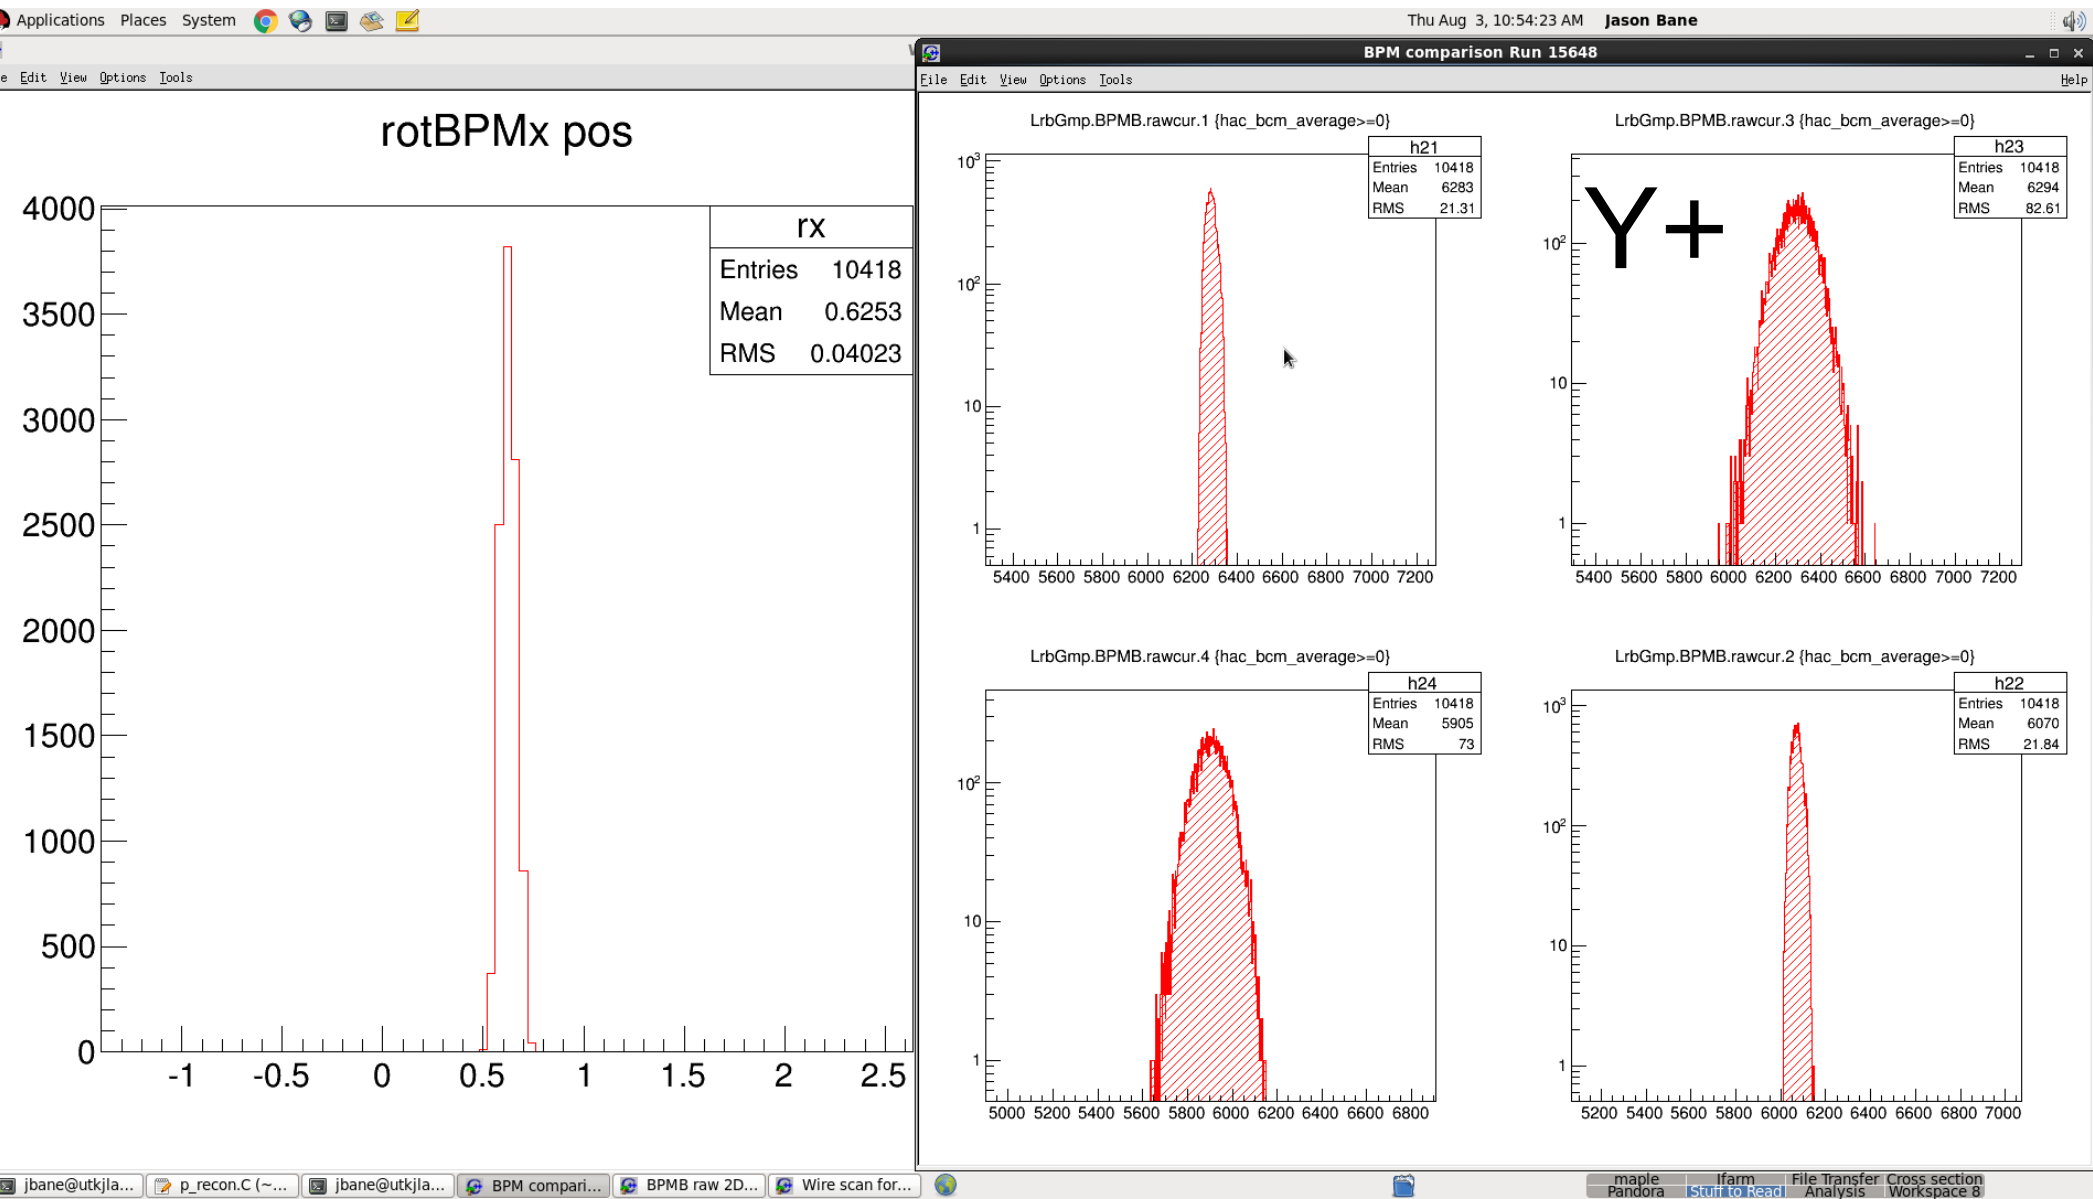 Applications Places System
Thu Aug 3, 10:54:23 AM Jason Bane
BPM comparison Run 15648
Edit View Options Tools
File Edit View Options Tools Help
rotBPMx pos
rx
Entries 10418
Mean 0.6253
RMS 0.04023
4000
3500
3000
2500
2000
1500
1000
500
0
-1 -0.5 0 0.5 1 1.5 2 2.5
LrbGmp.BPMB.rawcur.1 {hac_bcm_average>=0}
h21
Entries 10418
Mean 6283
RMS 21.31
10³
10²
10
1
5400 5600 5800 6000 6200 6400 6600 6800 7000 7200
LrbGmp.BPMB.rawcur.3 {hac_bcm_average>=0}
h23
Entries 10418
Mean 6294
RMS 82.61
Y+
10²
10
1
5400 5600 5800 6000 6200 6400 6600 6800 7000 7200
LrbGmp.BPMB.rawcur.4 {hac_bcm_average>=0}
h24
Entries 10418
Mean 5905
RMS 73
10²
10
1
5000 5200 5400 5600 5800 6000 6200 6400 6600 6800
LrbGmp.BPMB.rawcur.2 {hac_bcm_average>=0}
h22
Entries 10418
Mean 6070
RMS 21.84
10³
10²
10
1
5200 5400 5600 5800 6000 6200 6400 6600 6800 7000
jbane@utkjla... p_recon.C (~... jbane@utkjla... BPM compari... BPMB raw 2D... Wire scan for...
maple Ifarm File Transfer Cross section
Pandora Stuff to Read Analysis Workspace 8